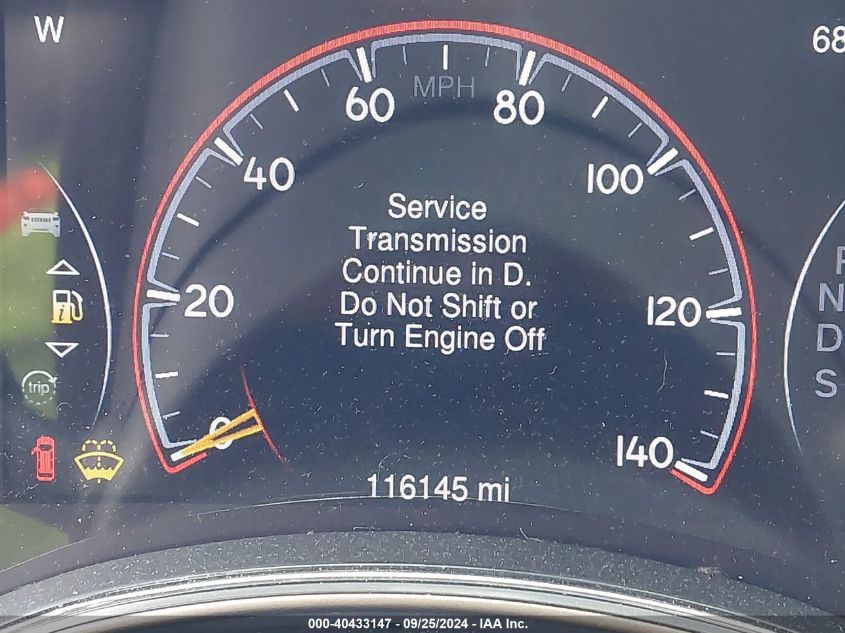 W
68
MPH
60
80
40
100
Service
Transmission
Continue in D.
Do Not Shift or
Turn Engine Off
20
120
N
D
S
trip
0
140
116145 mi
000-40433147 - 09/25/2024 - IAA Inc.